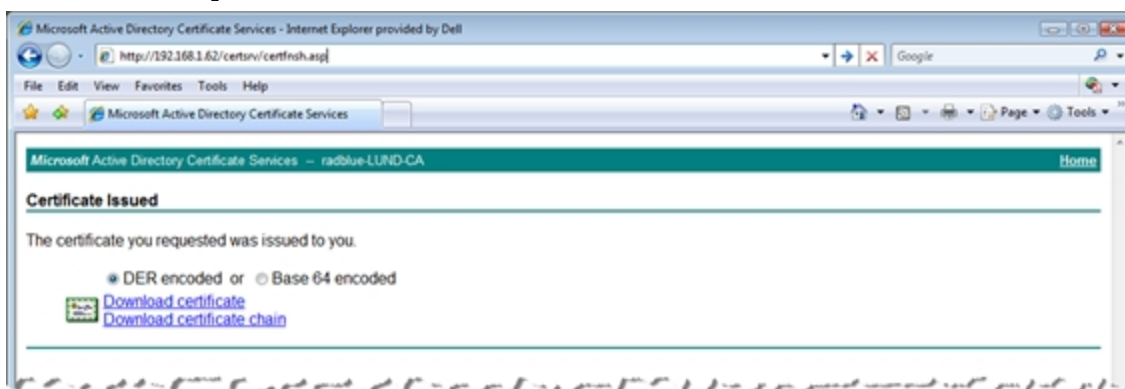 Microsoft Active Directory Certificate Services - Internet Explorer provided by Dell
http://192.168.1.62/certsrv/certfnsh.asp
Google
File Edit View Favorites Tools Help
Microsoft Active Directory Certificate Services
Page Tools
Microsoft Active Directory Certificate Services -- radblue-LUND-CA Home
Certificate Issued
The certificate you requested was issued to you.
DER encoded or Base 64 encoded
Download certificate
Download certificate chain